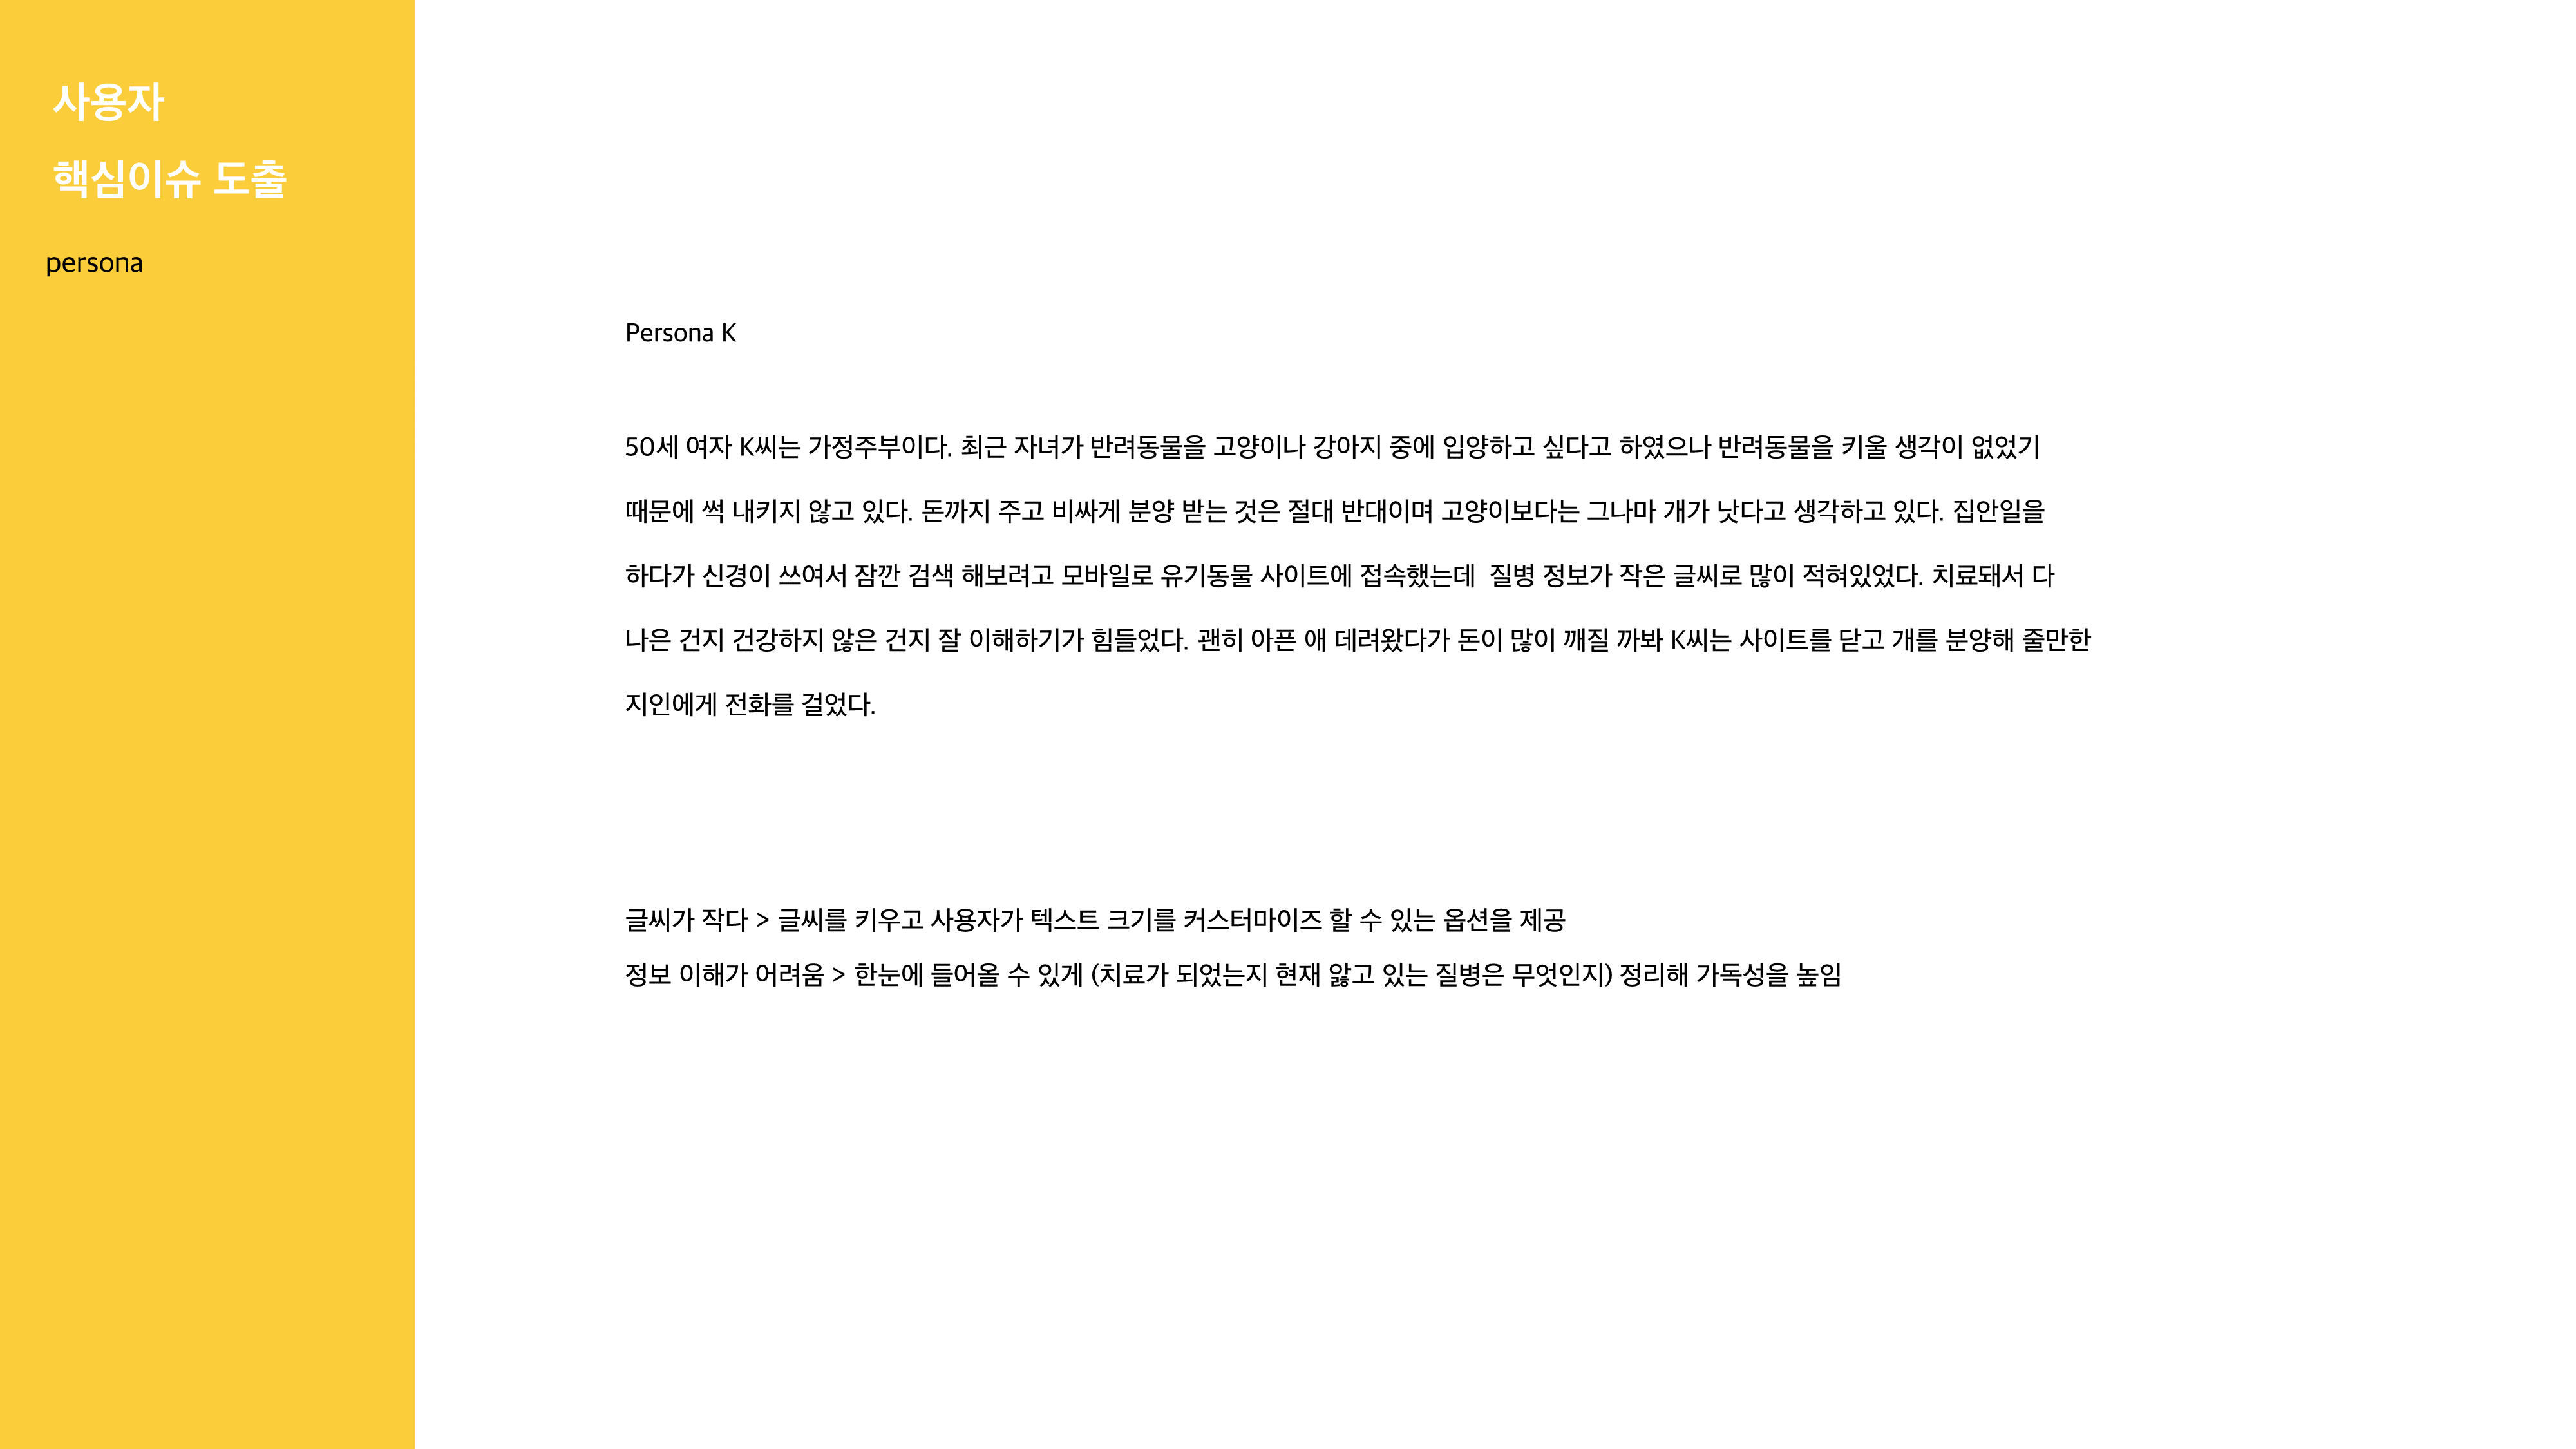 사용자
핵심이슈 도출
persona
Persona K
50세 여자 K씨는 가정주부이다. 최근 자녀가 반려동물을 고양이나 강아지 중에 입양하고 싶다고 하였으나 반려동물을 키울 생각이 없었기
때문에 썩 내키지 않고 있다. 돈까지 주고 비싸게 분양 받는 것은 절대 반대이며 고양이보다는 그나마 개가 낫다고 생각하고 있다. 집안일을
하다가 신경이 쓰여서 잠깐 검색 해보려고 모바일로 유기동물 사이트에 접속했는데  질병 정보가 작은 글씨로 많이 적혀있었다. 치료돼서 다
나은 건지 건강하지 않은 건지 잘 이해하기가 힘들었다. 괜히 아픈 애 데려왔다가 돈이 많이 깨질 까봐 K씨는 사이트를 닫고 개를 분양해 줄만한
지인에게 전화를 걸었다.
글씨가 작다 > 글씨를 키우고 사용자가 텍스트 크기를 커스터마이즈 할 수 있는 옵션을 제공
정보 이해가 어려움 > 한눈에 들어올 수 있게 (치료가 되었는지 현재 앓고 있는 질병은 무엇인지) 정리해 가독성을 높임